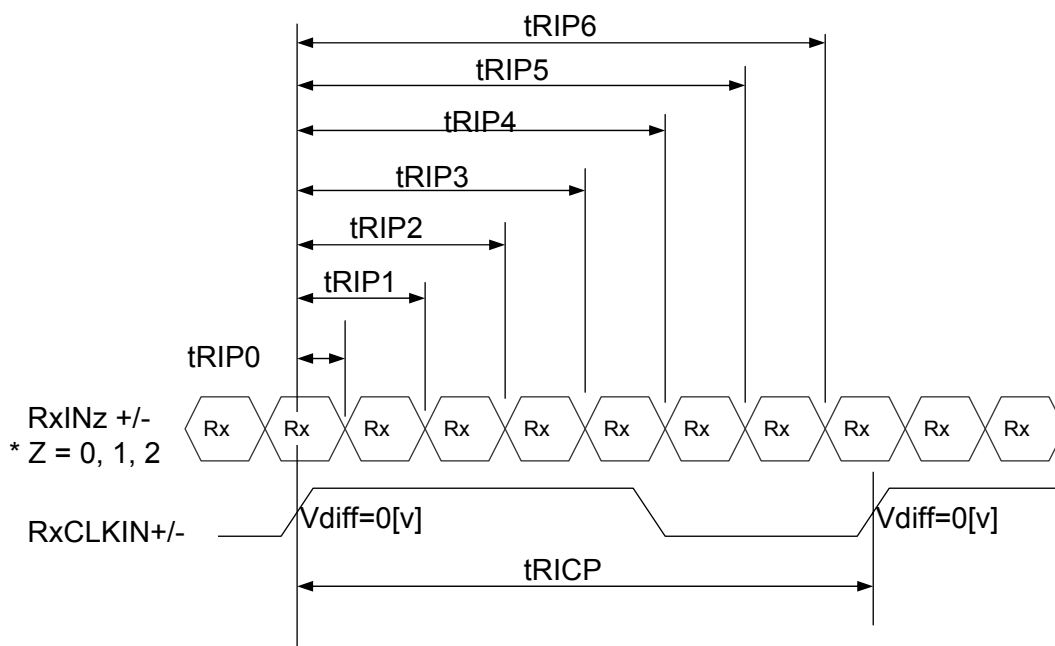 tRIP6
tRIP5
tRIP4
tRIP3
tRIP2
tRIP1
tRIP0
RxINz +/-
* Z = 0, 1, 2
Rx Rx Rx Rx Rx Rx Rx Rx Rx Rx Rx
RxCLKIN+/-
Vdiff=0[v] Vdiff=0[v]
tRICP